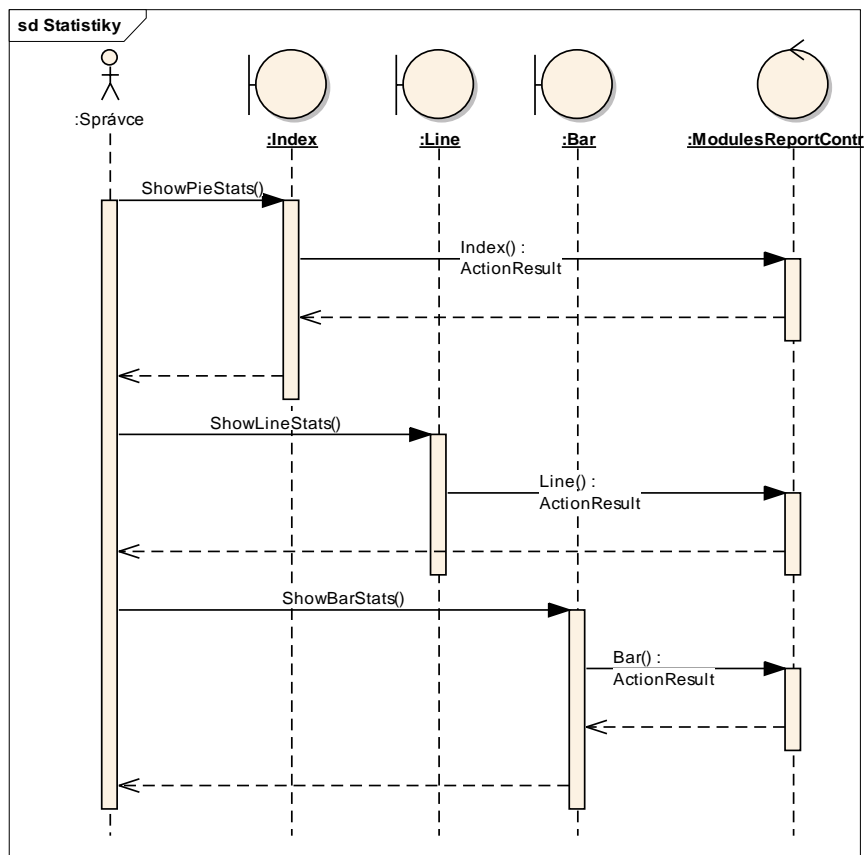 sd Statistiky
:Správce
:Index
:Line
:Bar
:ModulesReportContr
ShowPieStats()
Index() :
ActionResult
ShowLineStats()
Line() :
ActionResult
ShowBarStats()
Bar() :
ActionResult